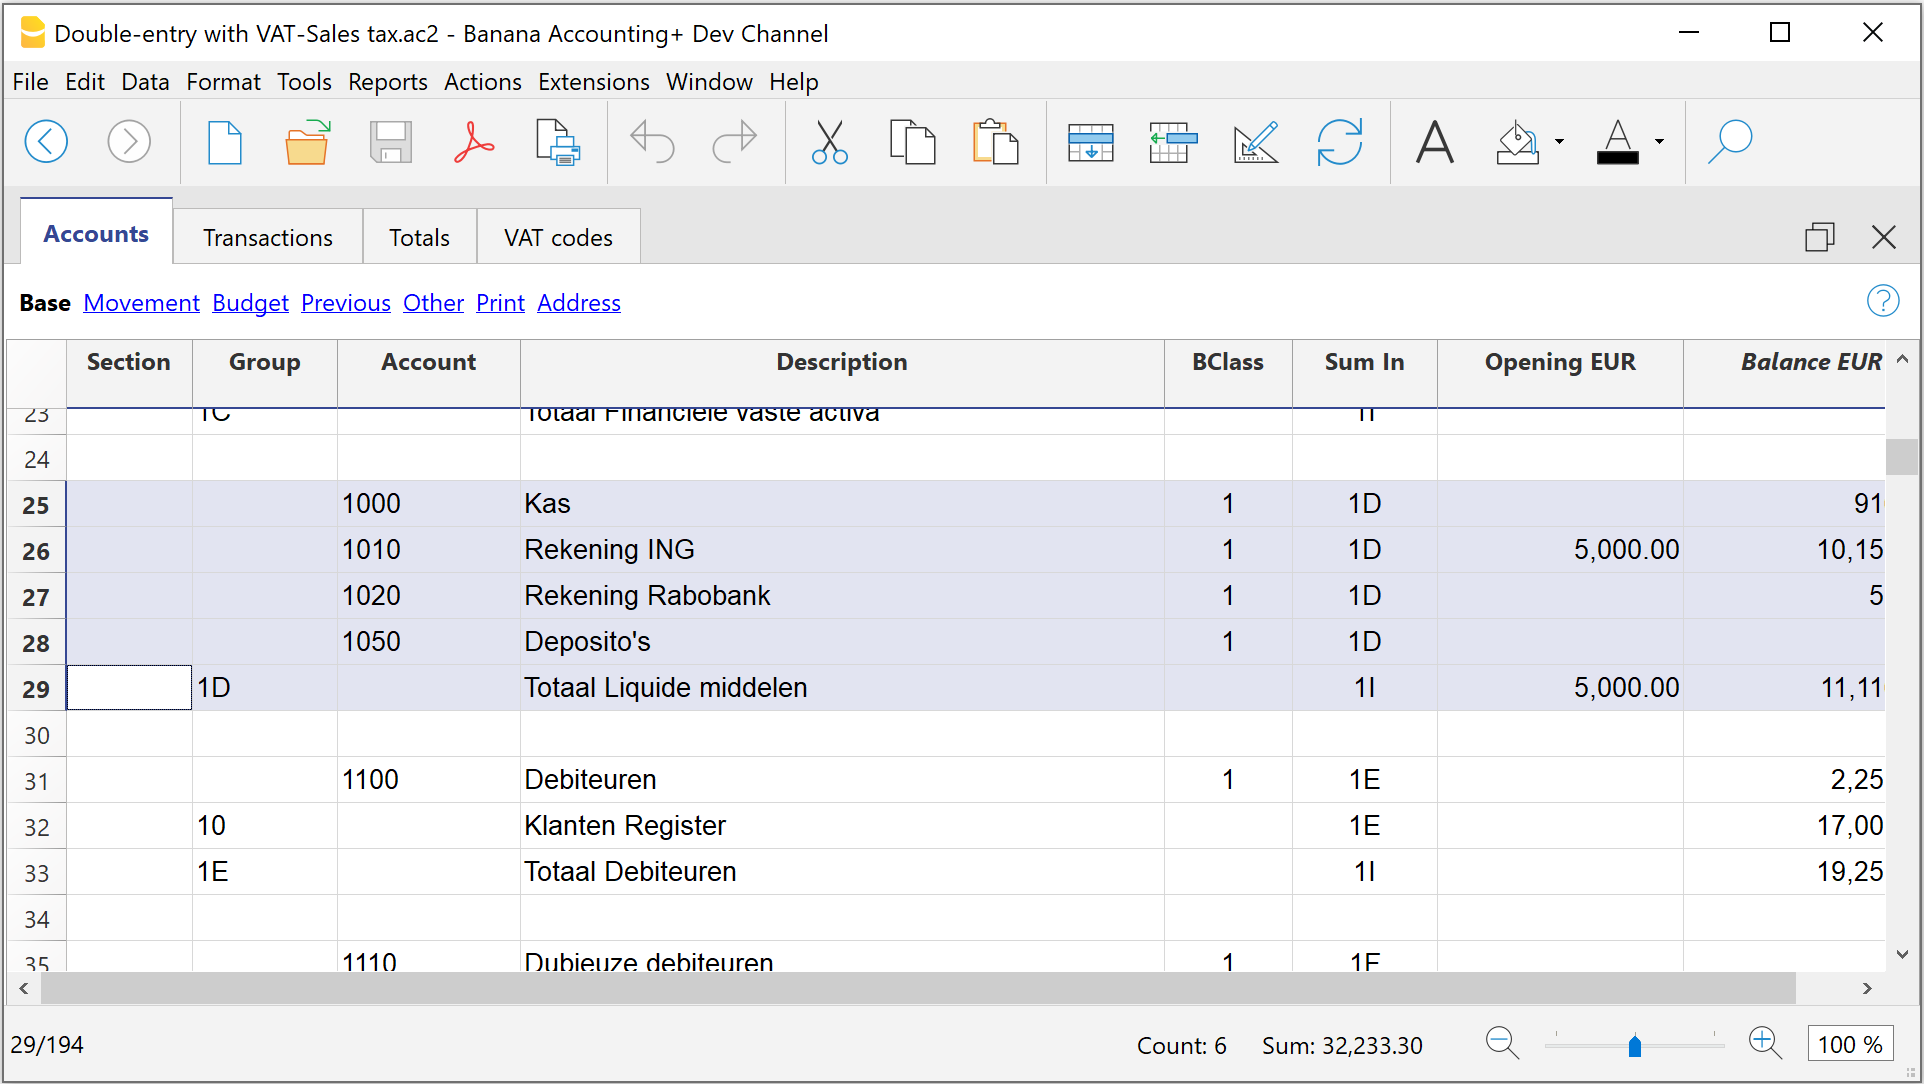 Double-entry with VAT-Sales tax.ac2 - Banana Accounting+ Dev Channel
File Edit Data Format Tools Reports Actions Extensions Window Help
Accounts Transactions Totals VAT codes
Base Movement Budget Previous Other Print Address
Section Group Account Description BClass Sum In Opening EUR Balance EUR
23 1C Totaal Financiële vaste activa 1I
24
25 1000 Kas 1 1D 91
26 1010 Rekening ING 1 1D 5,000.00 10,15
27 1020 Rekening Rabobank 1 1D 5
28 1050 Deposito's 1 1D
29 1D Totaal Liquide middelen 1I 5,000.00 11,11
30
31 1100 Debiteuren 1 1E 2,25
32 10 Klanten Register 1E 17,00
33 1E Totaal Debiteuren 1I 19,25
34
35 1110 Dubieuze debiteuren 1
29/194 Count: 6 Sum: 32,233.30 100 %